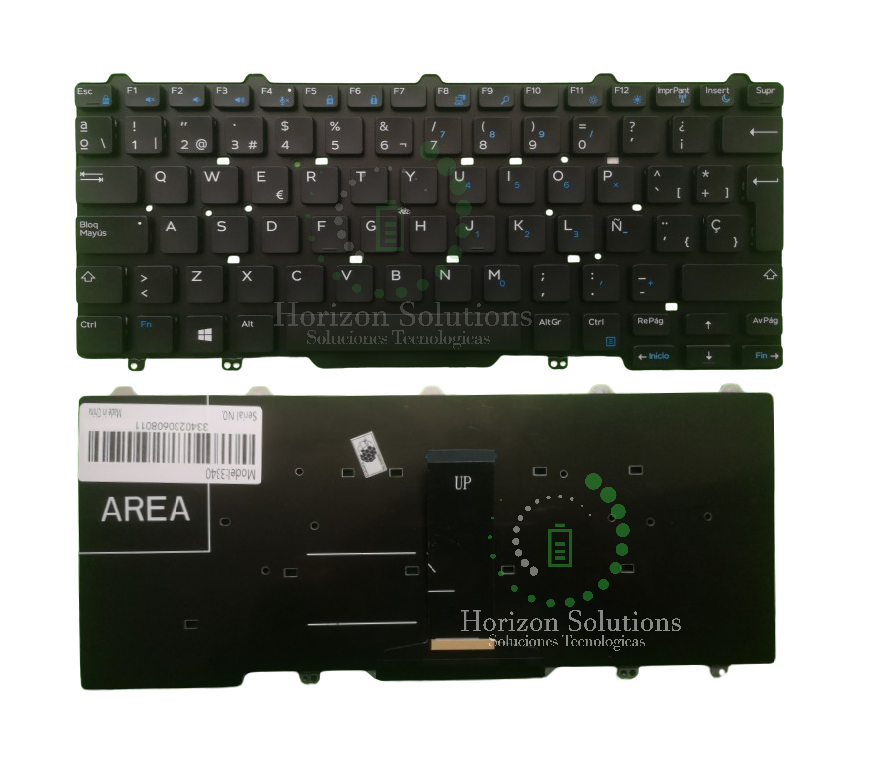 Esc F1 F2 F3 F4 F5 F6 F7 F8 F9 F10 F11 F12 ImprPant Insert Supr
ª ! " · $ % & / 7 ( 8 ) 9 = / ? ¿
º \ 1 | 2 @ 3 # 4 5 6 ¬ 7 8 9 0 ' ¡
Q W E € R T Y U 4 I 5 O 6 P * ^ ` [ * + ]
Bloq
Mayús A S D F G H J 1 K 2 L 3 Ñ - ¨ ´ { Ç }
> < Z X C V B N M 0 ; , : . _ - +
Ctrl Fn Alt AltGr Ctrl RePág ↑ AvPág
← Inicio ↓ Fin →
Horizon Solutions
Soluciones Tecnologicas
Model:3340
3340230608011
Serial NO.
Made in China
AREA
UP
Horizon Solutions
Soluciones Tecnologicas